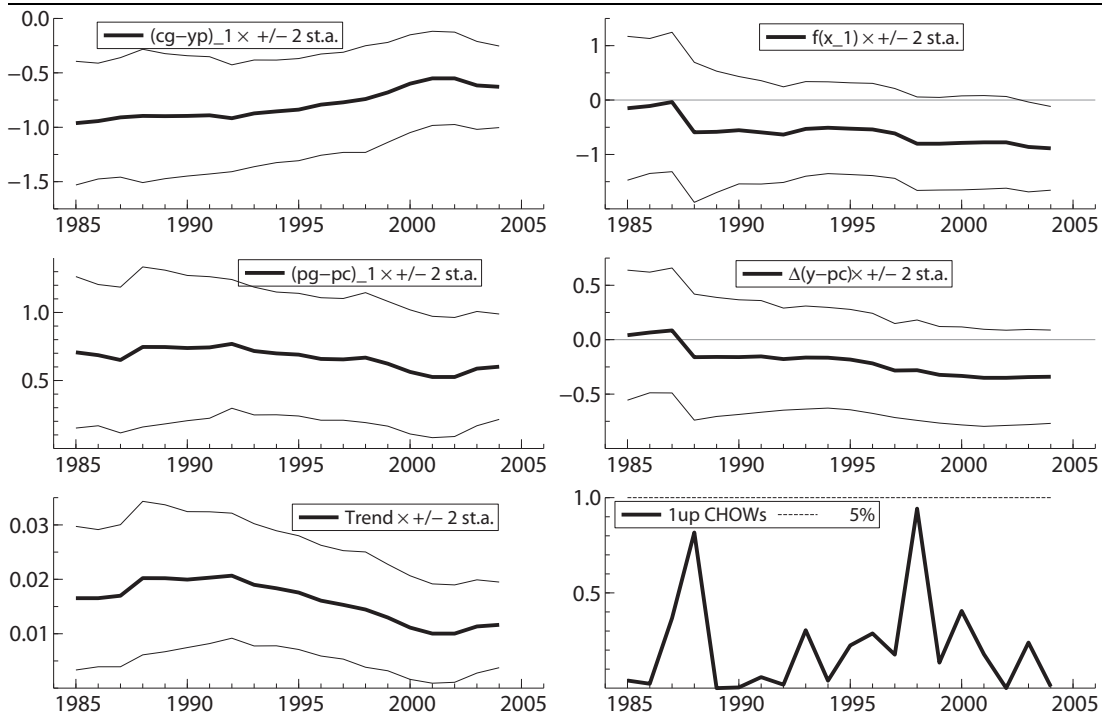 0.0
−0.5
−1.0
−1.5
(cg−yp)_1 × +/− 2 st.a.
1985 1990 1995 2000 2005
1
0
−1
f(x_1) × +/− 2 st.a.
1985 1990 1995 2000 2005
1.0
0.5
(pg−pc)_1 × +/− 2 st.a.
1985 1990 1995 2000 2005
0.5
0.0
−0.5
Δ(y−pc)× +/− 2 st.a.
1985 1990 1995 2000 2005
0.03
0.02
0.01
Trend × +/− 2 st.a.
1985 1990 1995 2000 2005
1.0
0.5
1up CHOWs 5%
1985 1990 1995 2000 2005